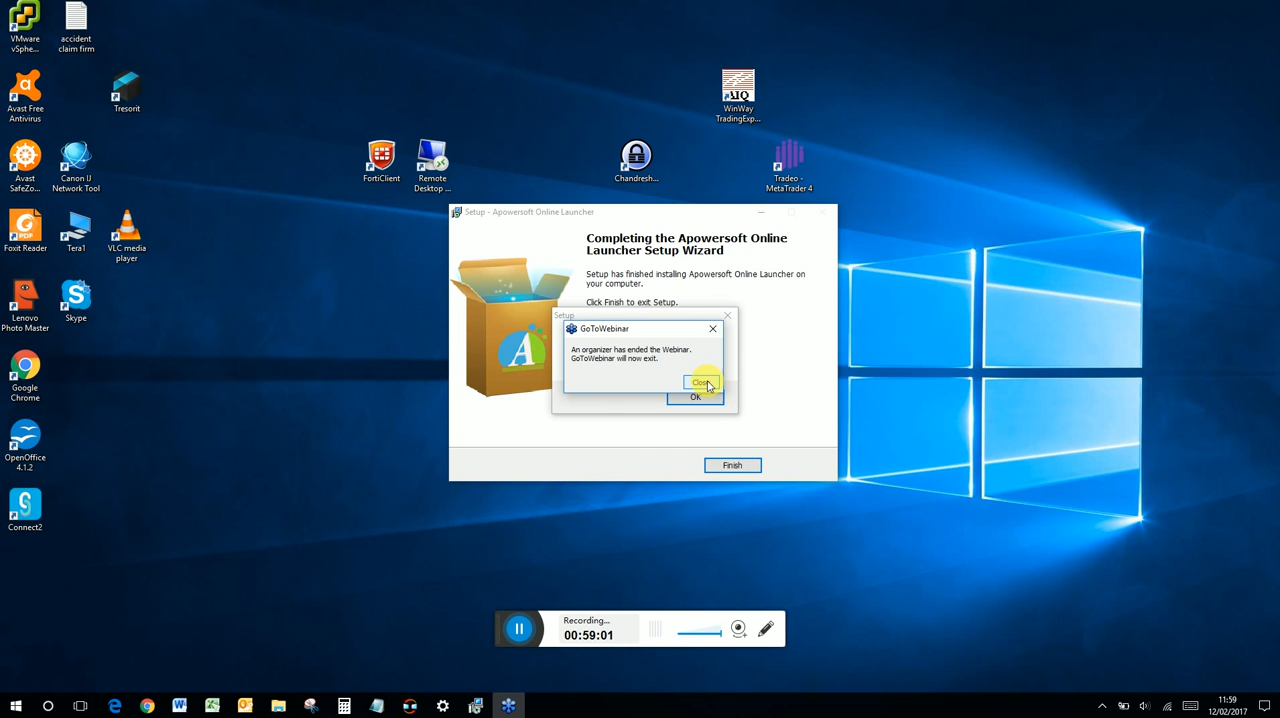 VMware
vSphe...
accident
claim firm
Avast Free
Antivirus
Tresorit
AIQ
WinWay
TradingExp...
Avast
SafeZo...
Canon IJ
Network Tool
FortiClient
Remote
Desktop ...
Chandresh...
Tradeo -
MetaTrader 4
Foxit Reader
Tera1
VLC media
player
Lenovo
Photo Master
Skype
Google
Chrome
OpenOffice
4.1.2
Connect2
Setup - Apowersoft Online Launcher
Completing the Apowersoft Online
Launcher Setup Wizard
Setup has finished installing Apowersoft Online Launcher on
your computer.
Click Finish to exit Setup.
Setup
GoToWebinar
An organizer has ended the Webinar.
GoToWebinar will now exit.
Close
OK
Finish
Recording...
00:59:01
11:59
12/02/2017